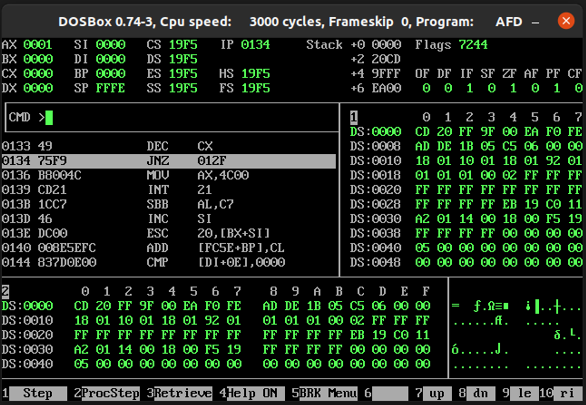 DOSBox 0.74-3, Cpu speed: 3000 cycles, Frameskip 0, Program: AFD
AX 0001 SI 0000 CS 19F5 IP 0134 Stack +0 0000 Flags 7244
BX 0000 DI 0000 DS 19F5 +2 20CD
CX 0000 BP 0000 ES 19F5 HS 19F5 +4 9FFF OF DF IF SF ZF AF PF CF
DX 0000 SP FFFE SS 19F5 FS 19F5 +6 EA00 0 0 1 0 1 0 1 0
CMD >
1 0 1 2 3 4 5 6 7
DS:0000 CD 20 FF 9F 00 EA F0 FE
DS:0008 AD DE 1B 05 C5 06 00 00
DS:0010 18 01 10 01 18 01 92 01
DS:0018 01 01 01 00 02 FF FF FF
DS:0020 FF FF FF FF FF FF FF FF
DS:0028 FF FF FF FF EB 19 C0 11
DS:0030 A2 01 14 00 18 00 F5 19
DS:0038 FF FF FF FF 00 00 00 00
DS:0040 05 00 00 00 00 00 00 00
DS:0048 00 00 00 00 00 00 00 00
0133 49 DEC CX
0134 75F9 JNZ 012F
0136 B8004C MOV AX,4C00
0139 CD21 INT 21
013B 1CC7 SBB AL,C7
013D 46 INC SI
013E DC00 ESC 20,[BX+SI]
0140 008E5EFC ADD [FC5E+BP],CL
0144 837D0E00 CMP [DI+0E],0000
2 0 1 2 3 4 5 6 7 8 9 A B C D E F
DS:0000 CD 20 FF 9F 00 EA F0 FE AD DE 1B 05 C5 06 00 00
DS:0010 18 01 10 01 18 01 92 01 01 01 01 00 02 FF FF FF
DS:0020 FF FF FF FF FF FF FF FF FF FF FF FF EB 19 C0 11
DS:0030 A2 01 14 00 18 00 F5 19 FF FF FF FF 00 00 00 00
DS:0040 05 00 00 00 00 00 00 00 00 00 00 00 00 00 00 00
1 Step 2 ProcStep 3 Retrieve 4 Help ON 5 BRK Menu 6 7 up 8 dn 9 le 10 ri